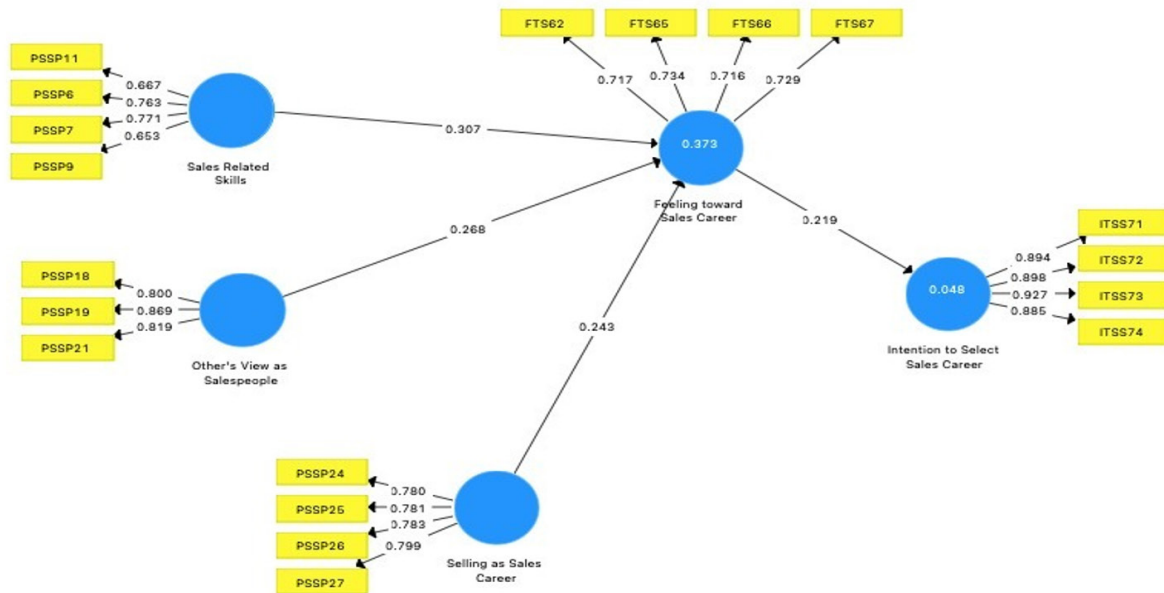 FTS62
FTS65
FTS66
FTS67
0.717
0.734
0.716
0.729
PSSP11
PSSP6
PSSP7
PSSP9
0.667
0.763
0.771
0.653
Sales Related
Skills
0.307
0.373
Feeling toward
Sales Career
0.268
0.219
PSSP18
PSSP19
PSSP21
0.800
0.869
0.819
Other's View as
Salespeople
0.243
0.048
Intention to Select
Sales Career
0.894
0.898
0.927
0.885
ITSS71
ITSS72
ITSS73
ITSS74
PSSP24
PSSP25
PSSP26
PSSP27
0.780
0.781
0.783
0.799
Selling as Sales
Career